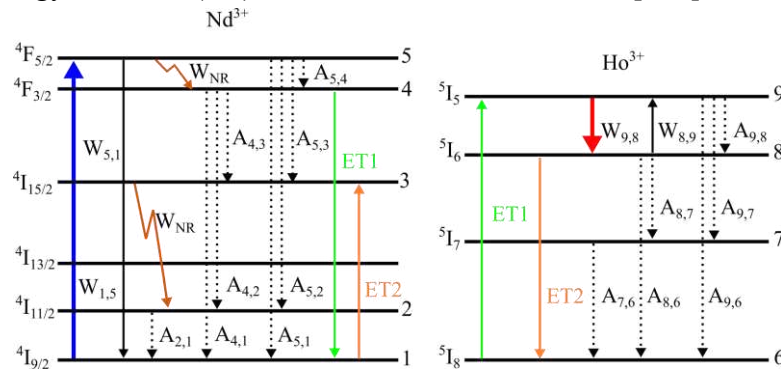 Nd³⁺
⁴F₅/₂ 5
W_NR
A₅,₄
⁴F₃/₂ 4
A₄,₃
A₅,₃
W₅,₁
ET1
⁴I₁₅/₂ 3
W_NR
⁴I₁₃/₂
W₁,₅
A₄,₂
A₅,₂
ET2
⁴I₁₁/₂ 2
A₂,₁
A₄,₁
A₅,₁
⁴I₉/₂ 1
Ho³⁺
⁵I₅ 9
W₉,₈
W₈,₉
A₉,₈
⁵I₆ 8
ET1
A₈,₇
A₉,₇
⁵I₇ 7
ET2
A₇,₆
A₈,₆
A₉,₆
⁵I₈ 6